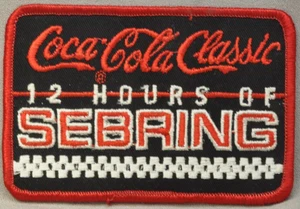 Coca-Cola Classic
®
12 HOURS OF
SEBRING